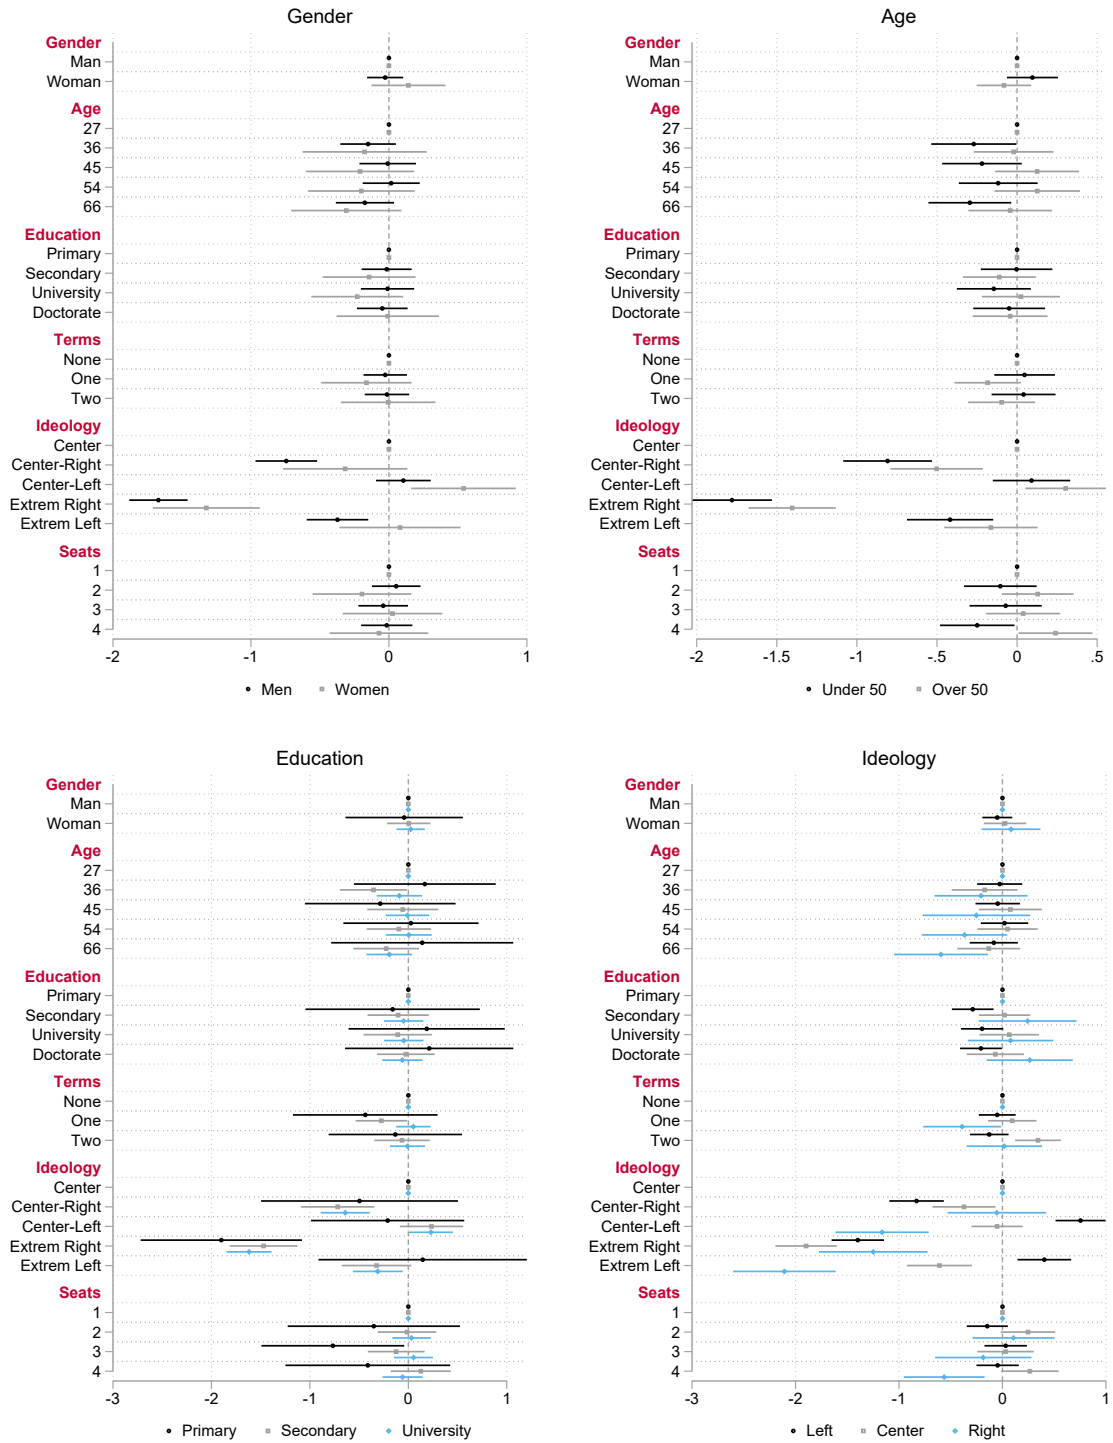 Gender
Gender
Man
Woman
Age
27
36
45
54
66
Education
Primary
Secondary
University
Doctorate
Terms
None
One
Two
Ideology
Center
Center-Right
Center-Left
Extrem Right
Extrem Left
Seats
1
2
3
4
-2 -1 0 1
Men Women
Age
Gender
Man
Woman
Age
27
36
45
54
66
Education
Primary
Secondary
University
Doctorate
Terms
None
One
Two
Ideology
Center
Center-Right
Center-Left
Extrem Right
Extrem Left
Seats
1
2
3
4
-2 -1.5 -1 -.5 0 .5
Under 50 Over 50
Education
Gender
Man
Woman
Age
27
36
45
54
66
Education
Primary
Secondary
University
Doctorate
Terms
None
One
Two
Ideology
Center
Center-Right
Center-Left
Extrem Right
Extrem Left
Seats
1
2
3
4
-3 -2 -1 0 1
Primary Secondary University
Ideology
Gender
Man
Woman
Age
27
36
45
54
66
Education
Primary
Secondary
University
Doctorate
Terms
None
One
Two
Ideology
Center
Center-Right
Center-Left
Extrem Right
Extrem Left
Seats
1
2
3
4
-3 -2 -1 0 1
Left Center Right